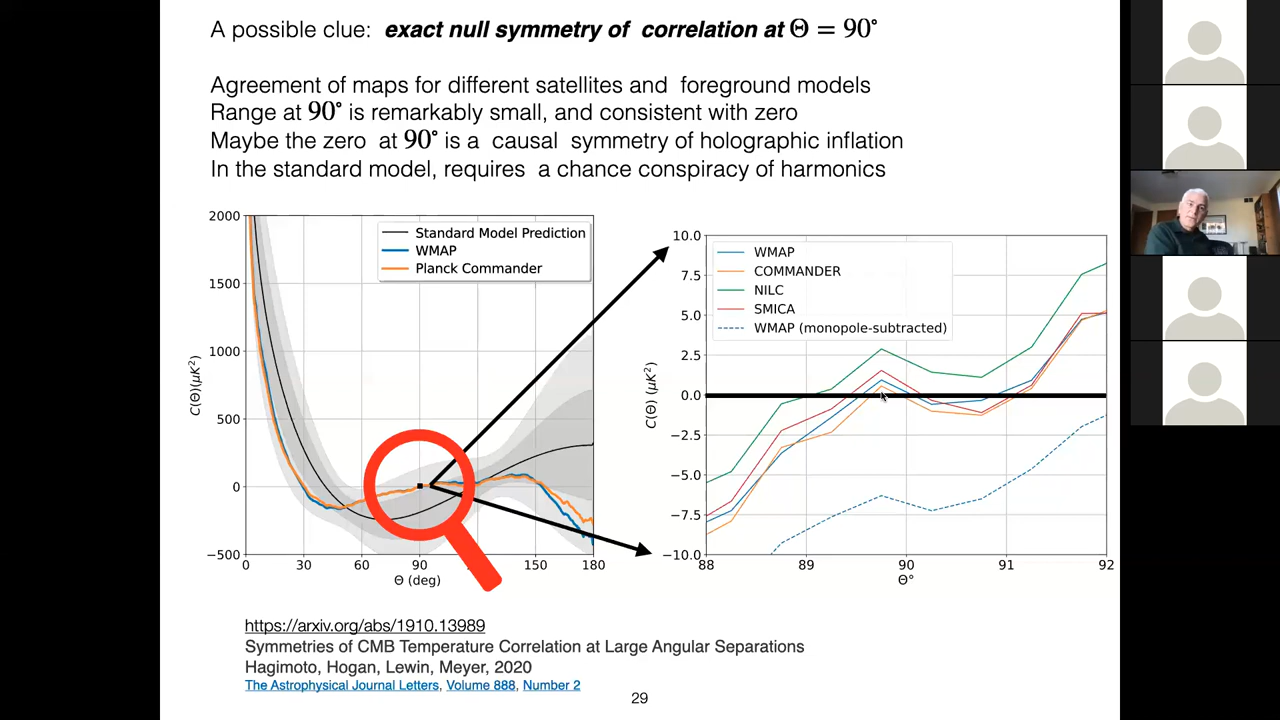 A possible clue: exact null symmetry of correlation at Θ = 90°
Agreement of maps for different satellites and foreground models
Range at 90° is remarkably small, and consistent with zero
Maybe the zero at 90° is a causal symmetry of holographic inflation
In the standard model, requires a chance conspiracy of harmonics
2000
1500
1000
500
0
−500
C(Θ)(μK²)
Standard Model Prediction
WMAP
Planck Commander
0 30 60 90 150 180
Θ (deg)
10.0
7.5
5.0
2.5
0.0
−2.5
−5.0
−7.5
−10.0
C(Θ) (μK²)
WMAP
COMMANDER
NILC
SMICA
WMAP (monopole-subtracted)
88 89 90 91 92
Θ°
https://arxiv.org/abs/1910.13989
Symmetries of CMB Temperature Correlation at Large Angular Separations
Hagimoto, Hogan, Lewin, Meyer, 2020
The Astrophysical Journal Letters, Volume 888, Number 2
29